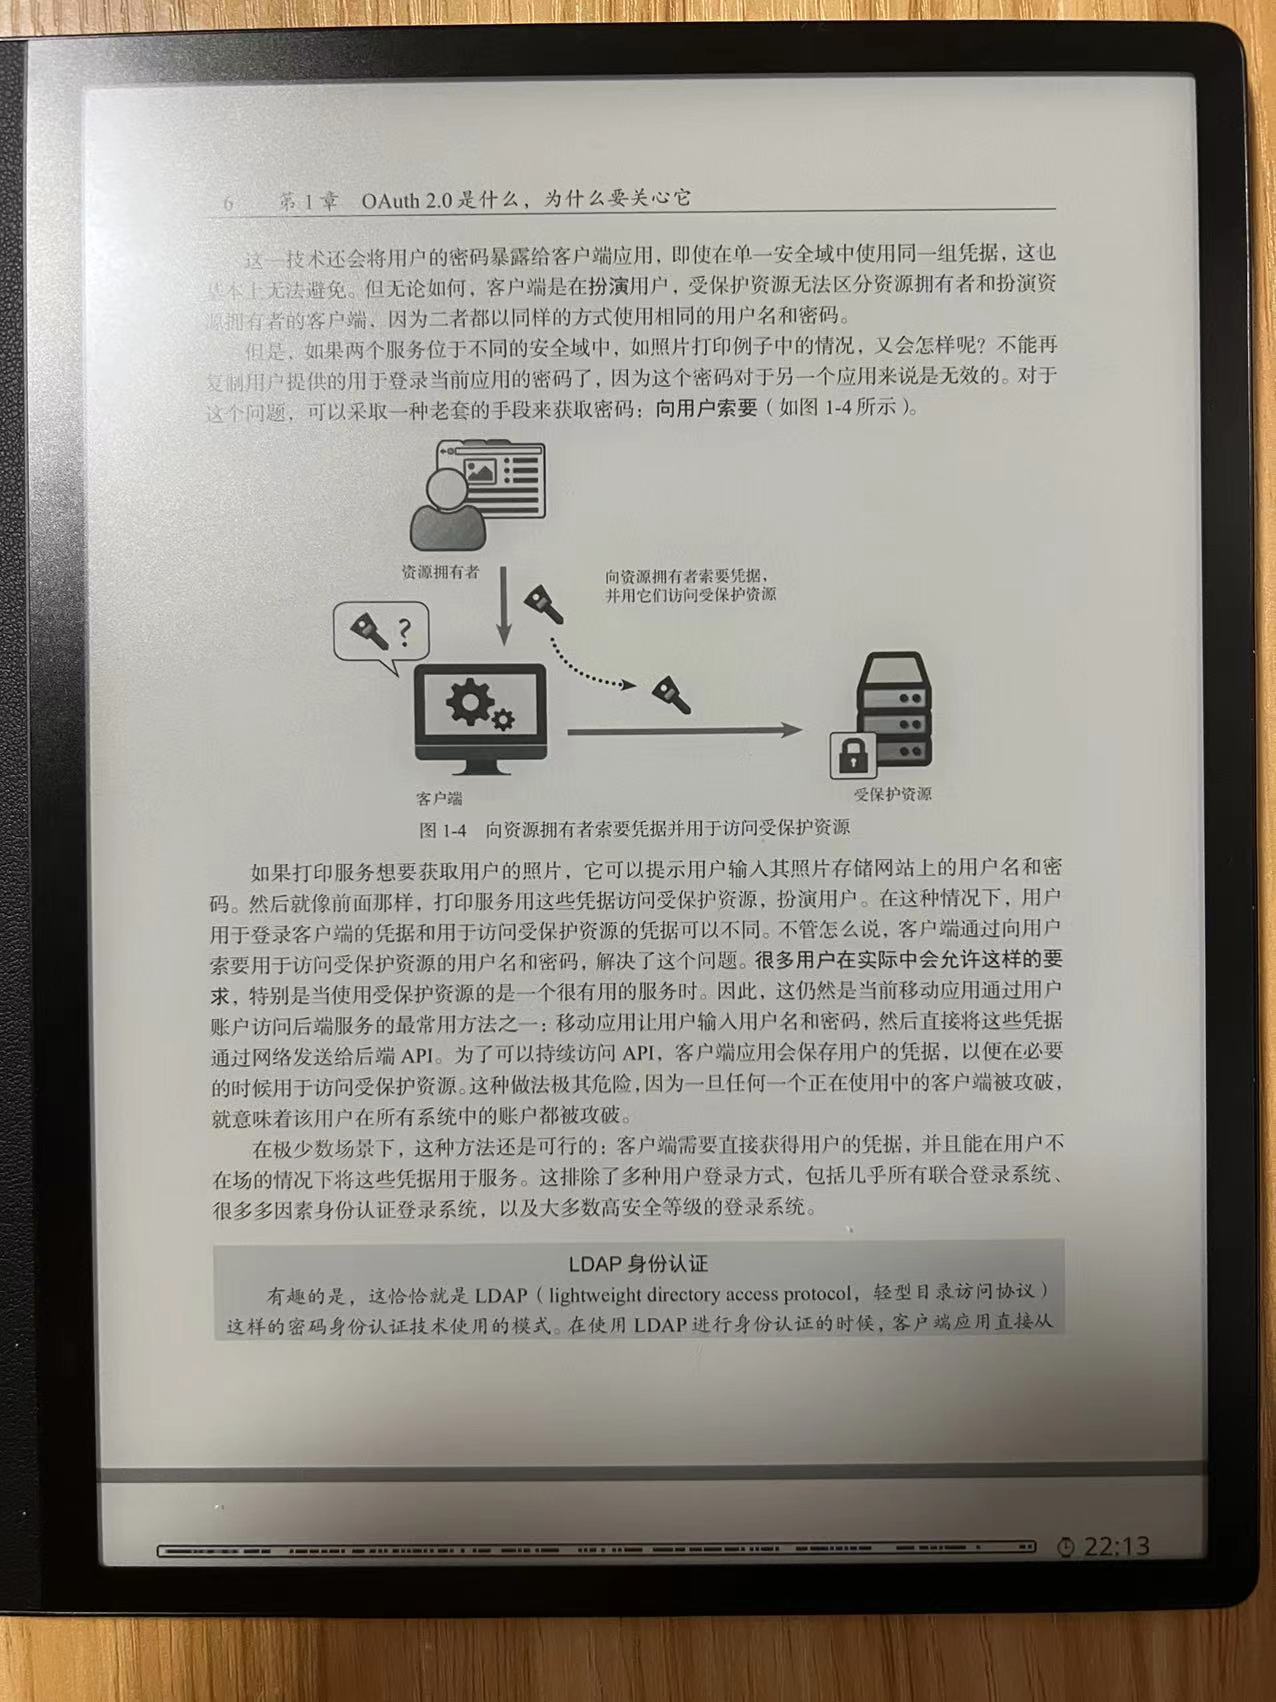 6 第 1 章 OAuth 2.0 是什么，为什么要关心它
这一技术还会将用户的密码暴露给客户端应用，即使在单一安全域中使用同一组凭据，这也
基本上无法避免。但无论如何，客户端是在扮演用户，受保护资源无法区分资源拥有者和扮演资
源拥有者的客户端，因为二者都以同样的方式使用相同的用户名和密码。
但是，如果两个服务位于不同的安全域中，如照片打印例子中的情况，又会怎样呢？不能再
复制用户提供的用于登录当前应用的密码了，因为这个密码对于另一个应用来说是无效的。对于
这个问题，可以采取一种老套的手段来获取密码：向用户索要（如图 1-4 所示）。
资源拥有者
向资源拥有者索要凭据，
并用它们访问受保护资源
?
客户端
受保护资源
图 1-4 向资源拥有者索要凭据并用于访问受保护资源
如果打印服务想要获取用户的照片，它可以提示用户输入其照片存储网站上的用户名和密
码。然后就像前面那样，打印服务用这些凭据访问受保护资源，扮演用户。在这种情况下，用户
用于登录客户端的凭据和用于访问受保护资源的凭据可以不同。不管怎么说，客户端通过向用户
索要用于访问受保护资源的用户名和密码，解决了这个问题。很多用户在实际中会允许这样的要
求，特别是当使用受保护资源的是一个很有用的服务时。因此，这仍然是当前移动应用通过用户
账户访问后端服务的最常用方法之一：移动应用让用户输入用户名和密码，然后直接将这些凭据
通过网络发送给后端 API。为了可以持续访问 API，客户端应用会保存用户的凭据，以便在必要
的时候用于访问受保护资源。这种做法极其危险，因为一旦任何一个正在使用中的客户端被攻破，
就意味着该用户在所有系统中的账户都被攻破。
在极少数场景下，这种方法还是可行的：客户端需要直接获得用户的凭据，并且能在用户不
在场的情况下将这些凭据用于服务。这排除了多种用户登录方式，包括几乎所有联合登录系统、
很多多因素身份认证登录系统，以及大多数高安全等级的登录系统。
LDAP 身份认证
有趣的是，这恰恰就是 LDAP（lightweight directory access protocol，轻型目录访问协议）
这样的密码身份认证技术使用的模式。在使用 LDAP 进行身份认证的时候，客户端应用直接从
22:13